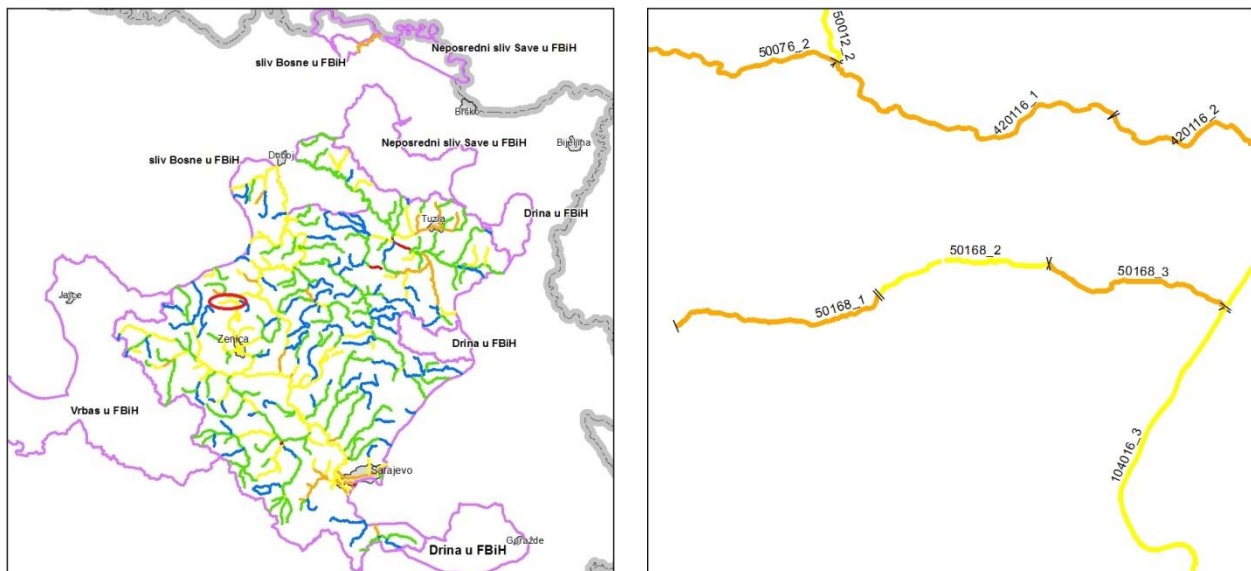 Neposredni sliv Save u FBiH
sliv Bosne u FBiH
Brčko
Neposredni sliv Save u FBiH
Bijeljina
sliv Bosne u FBiH
Doboj
Drina u FBiH
Tuzla
Jajce
Zenica
Drina u FBiH
Vrbas u FBiH
Sarajevo
Drina u FBiH
Goražde
50012_2
50076_2
420116_1
420116_2
50168_2
50168_3
50168_1
104016_3